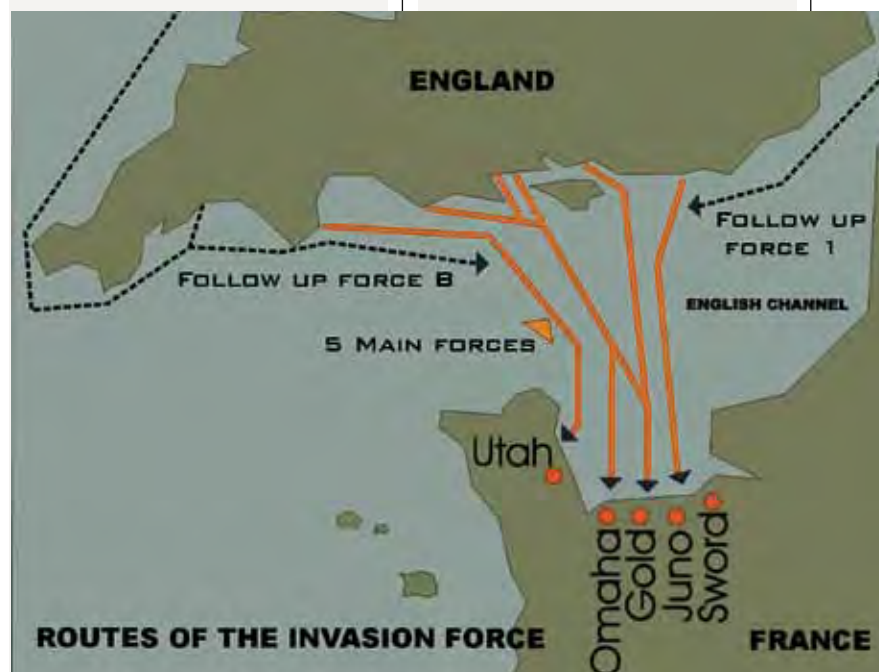 ENGLAND
FOLLOW UP
FORCE 1
FOLLOW UP FORCE B
ENGLISH CHANNEL
5 MAIN FORCES
Utah
Omaha
Gold
Juno
Sword
ROUTES OF THE INVASION FORCE
FRANCE